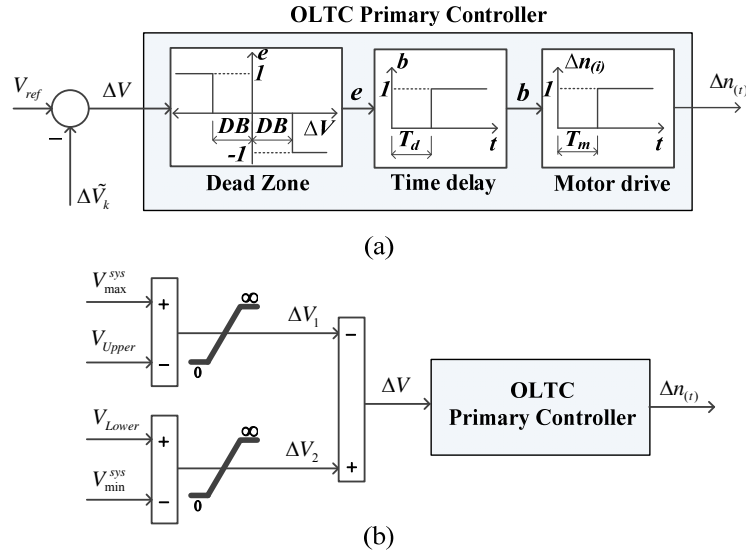 OLTC Primary Controller
V_ref
−
ΔṼ_k
ΔV
e
1
DB DB ΔV
-1
Dead Zone
e
b
1
T_d
t
Time delay
b
Δn_(i)
1
T_m
t
Motor drive
Δn_(t)
(a)
V_max^sys
V_Upper
+
−
∞
0
ΔV_1
V_Lower
V_min^sys
+
−
∞
0
ΔV_2
−
+
ΔV
OLTC
Primary Controller
Δn_(t)
(b)